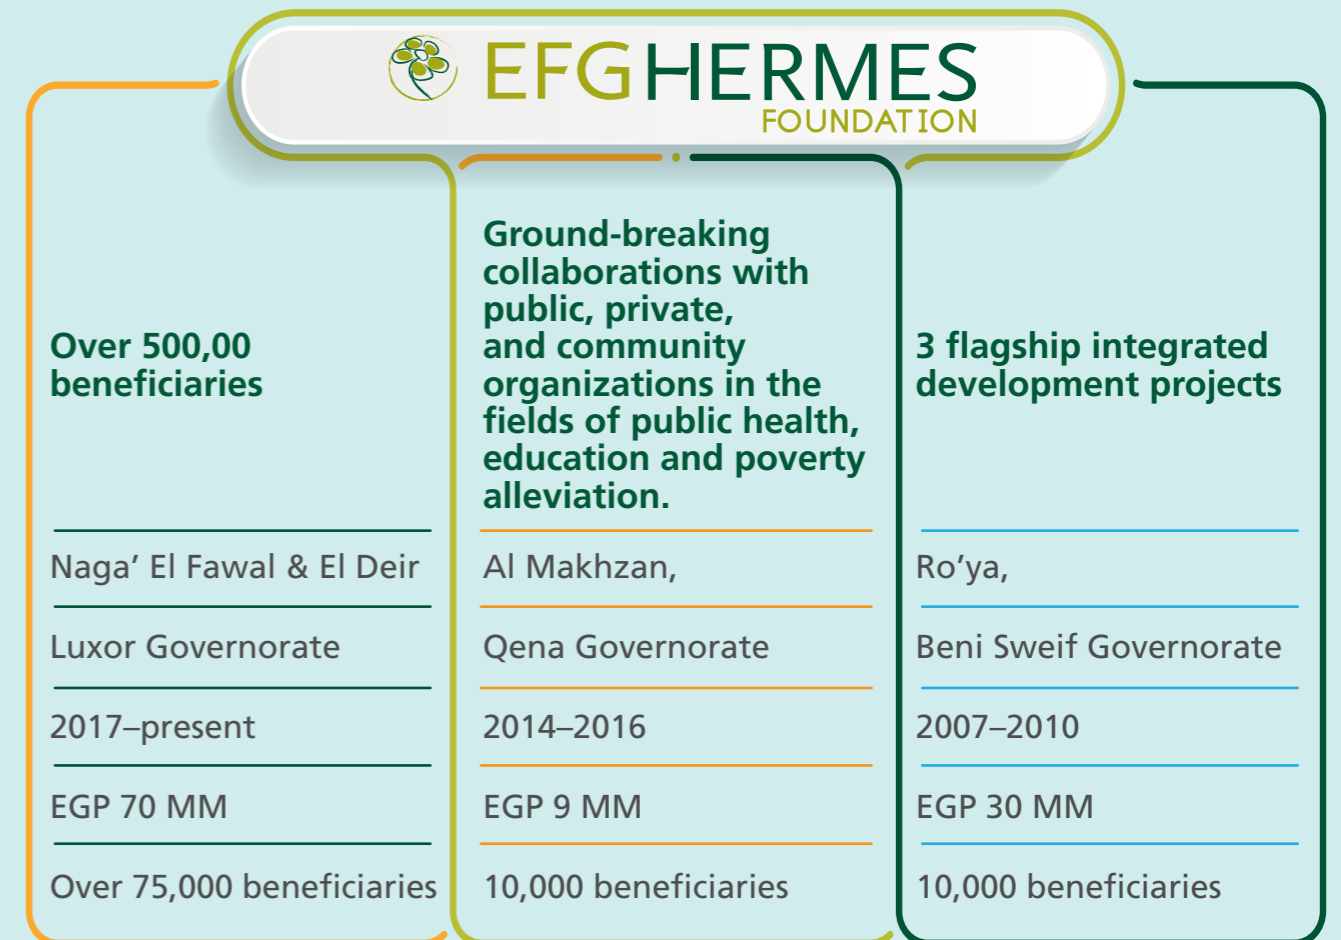 EFGHERMES
FOUNDATION
Over 500,00
beneficiaries
Naga’ El Fawal & El Deir
Luxor Governorate
2017–present
EGP 70 MM
Over 75,000 beneficiaries
Ground-breaking
collaborations with
public, private,
and community
organizations in the
fields of public health,
education and poverty
alleviation.
Al Makhzan,
Qena Governorate
2014–2016
EGP 9 MM
10,000 beneficiaries
3 flagship integrated
development projects
Ro’ya,
Beni Sweif Governorate
2007–2010
EGP 30 MM
10,000 beneficiaries